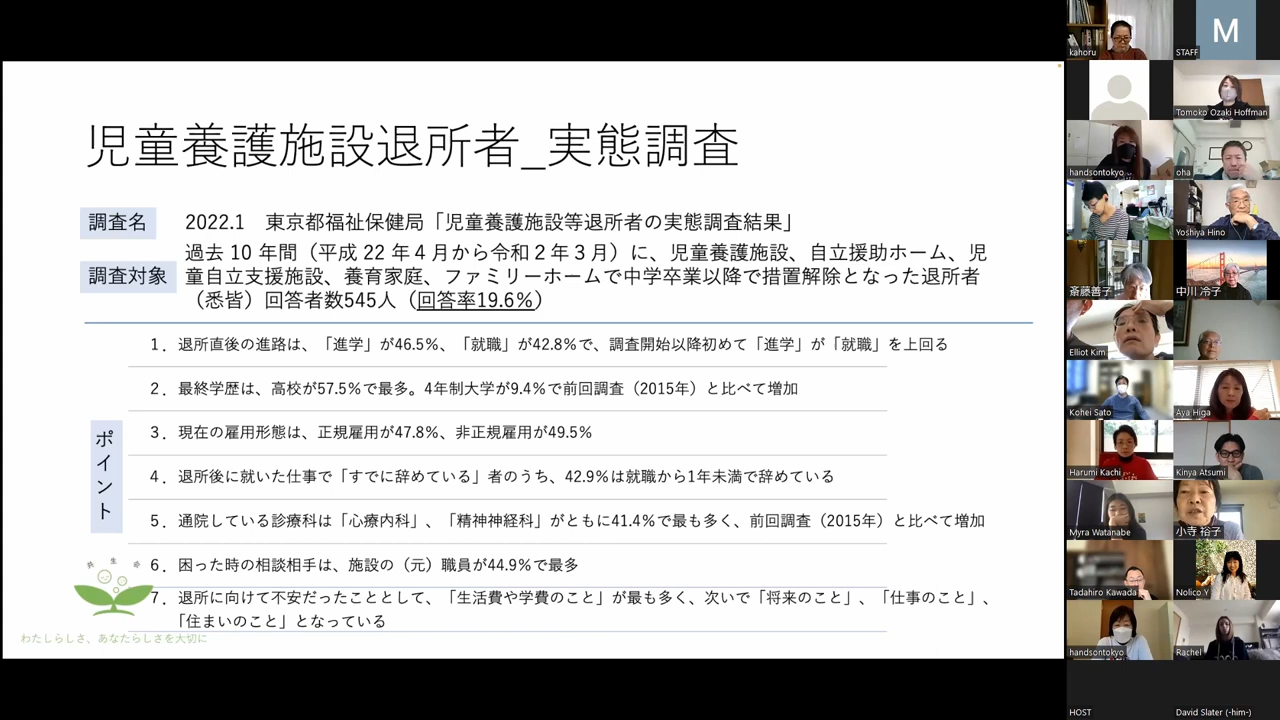 児童養護施設退所者_実態調査
調査名
2022.1　東京都福祉保健局「児童養護施設等退所者の実態調査結果」
調査対象
過去 10 年間（平成 22 年４月から令和２年３月）に、児童養護施設、自立援助ホーム、児
童自立支援施設、養育家庭、ファミリーホームで中学卒業以降で措置解除となった退所者
（悉皆）回答者数545人（回答率19.6％）
ポイント
1．退所直後の進路は、「進学」が46.5％、「就職」が42.8％で、調査開始以降初めて「進学」が「就職」を上回る
2．最終学歴は、高校が57.5％で最多。4年制大学が9.4％で前回調査（2015年）と比べて増加
3．現在の雇用形態は、正規雇用が47.8％、非正規雇用が49.5％
4．退所後に就いた仕事で「すでに辞めている」者のうち、42.9％は就職から1年未満で辞めている
5．通院している診療科は「心療内科」、「精神神経科」がともに41.4％で最も多く、前回調査（2015年）と比べて増加
6．困った時の相談相手は、施設の（元）職員が44.9％で最多
7．退所に向けて不安だったこととして、「生活費や学費のこと」が最も多く、次いで「将来のこと」、「仕事のこと」、
「住まいのこと」となっている
共生会
わたしらしさ、あなたらしさを大切に
kahoru
M
STAFF
Tomoko Ozaki Hoffman
handsontokyo
oha
Yoshiya Hino
斎藤善子
中川 冷子
Elliot Kim
Kohei Sato
Aya Higa
Harumi Kachi
Kinya Atsumi
Myra Watanabe
小寺 裕子
Tadahiro Kawada
Nolico Y
handsontokyo
Rachel
HOST
David Slater (-him-)